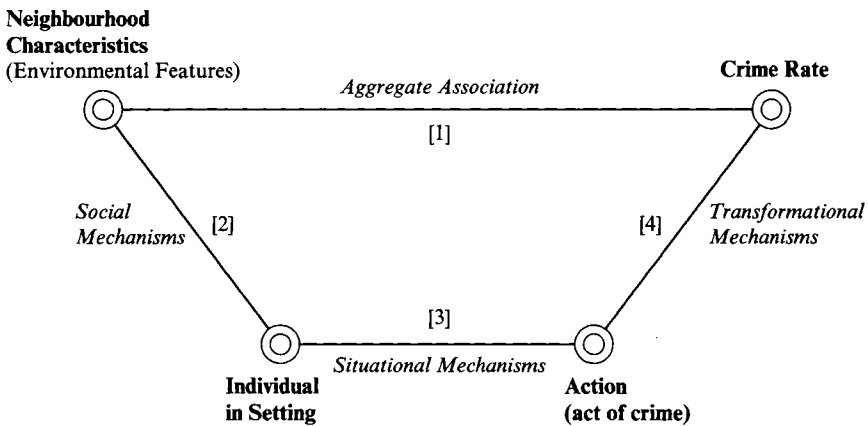 Neighbourhood
Characteristics
(Environmental Features)
Aggregate Association
Crime Rate
[1]
Social
Mechanisms
[2]
[4]
Transformational
Mechanisms
[3]
Situational Mechanisms
Individual
in Setting
Action
(act of crime)